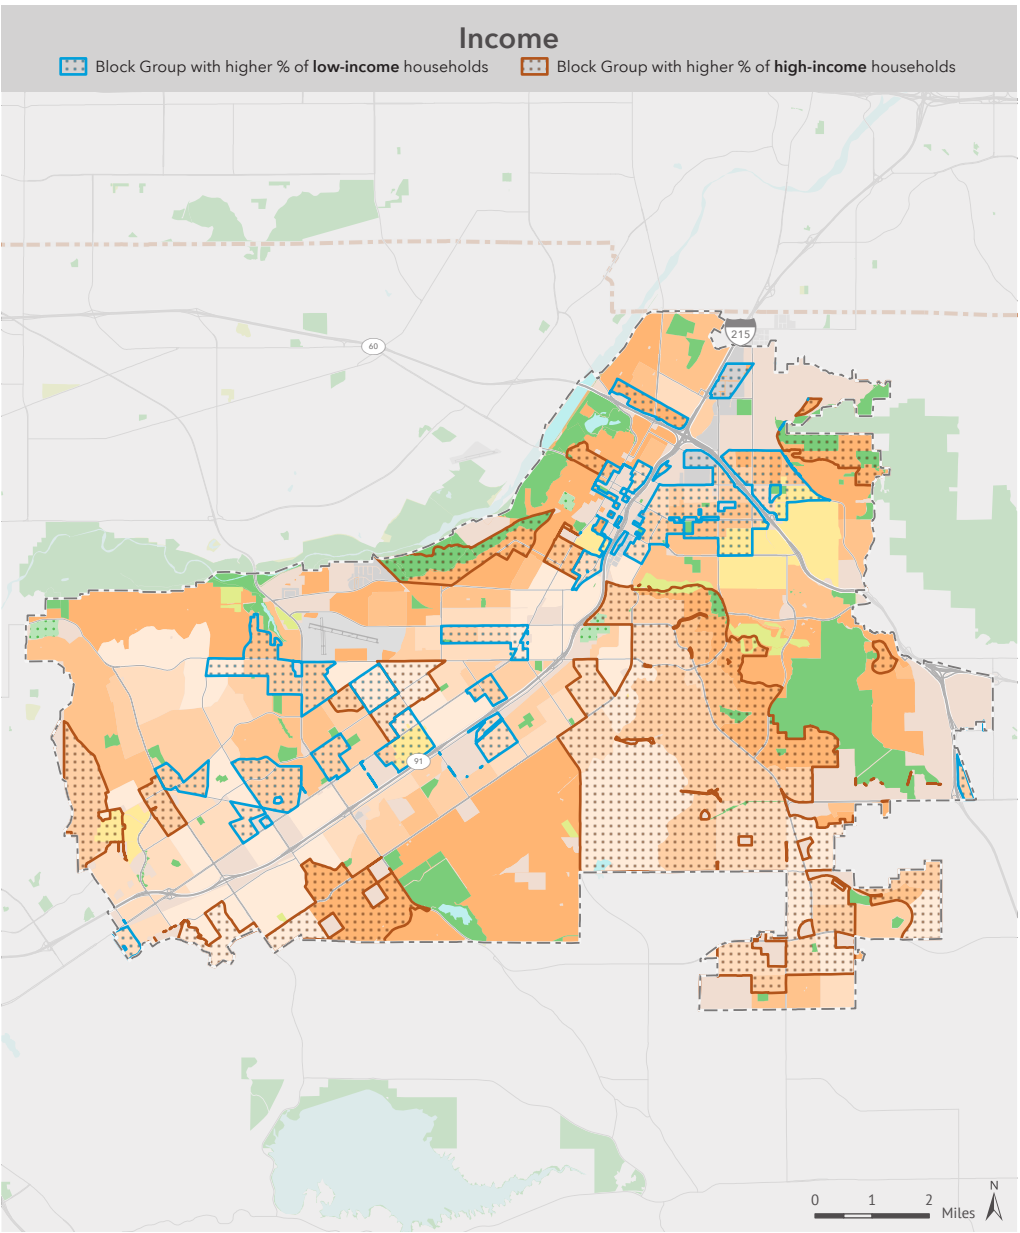 Income
Block Group with higher % of low-income households
Block Group with higher % of high-income households
215
60
91
N
0 1 2
Miles